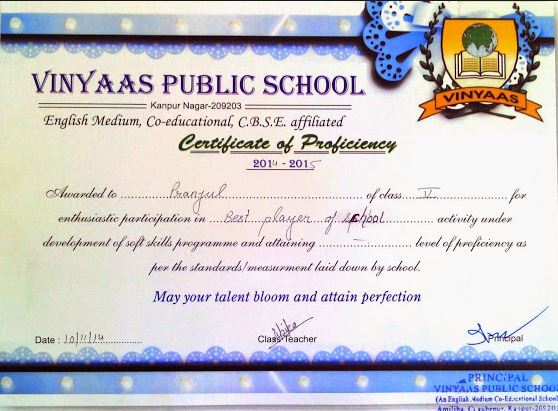 VINYAAS PUBLIC SCHOOL
VINYAAS
Kanpur Nagar-209203
English Medium, Co-educational, C.B.S.E. affiliated
Certificate of Proficiency
2014 - 2015
Awarded to Pranjul of class V for
enthusiastic participation in Best player of school activity under
development of soft skills programme and attaining — level of proficiency as
per the standards/measurment laid down by school.
May your talent bloom and attain perfection
Date : 10/11/14 Class Teacher Principal
PRINCIPAL
VINYAAS PUBLIC SCHOOL
(An English Medium Co-Educational School)